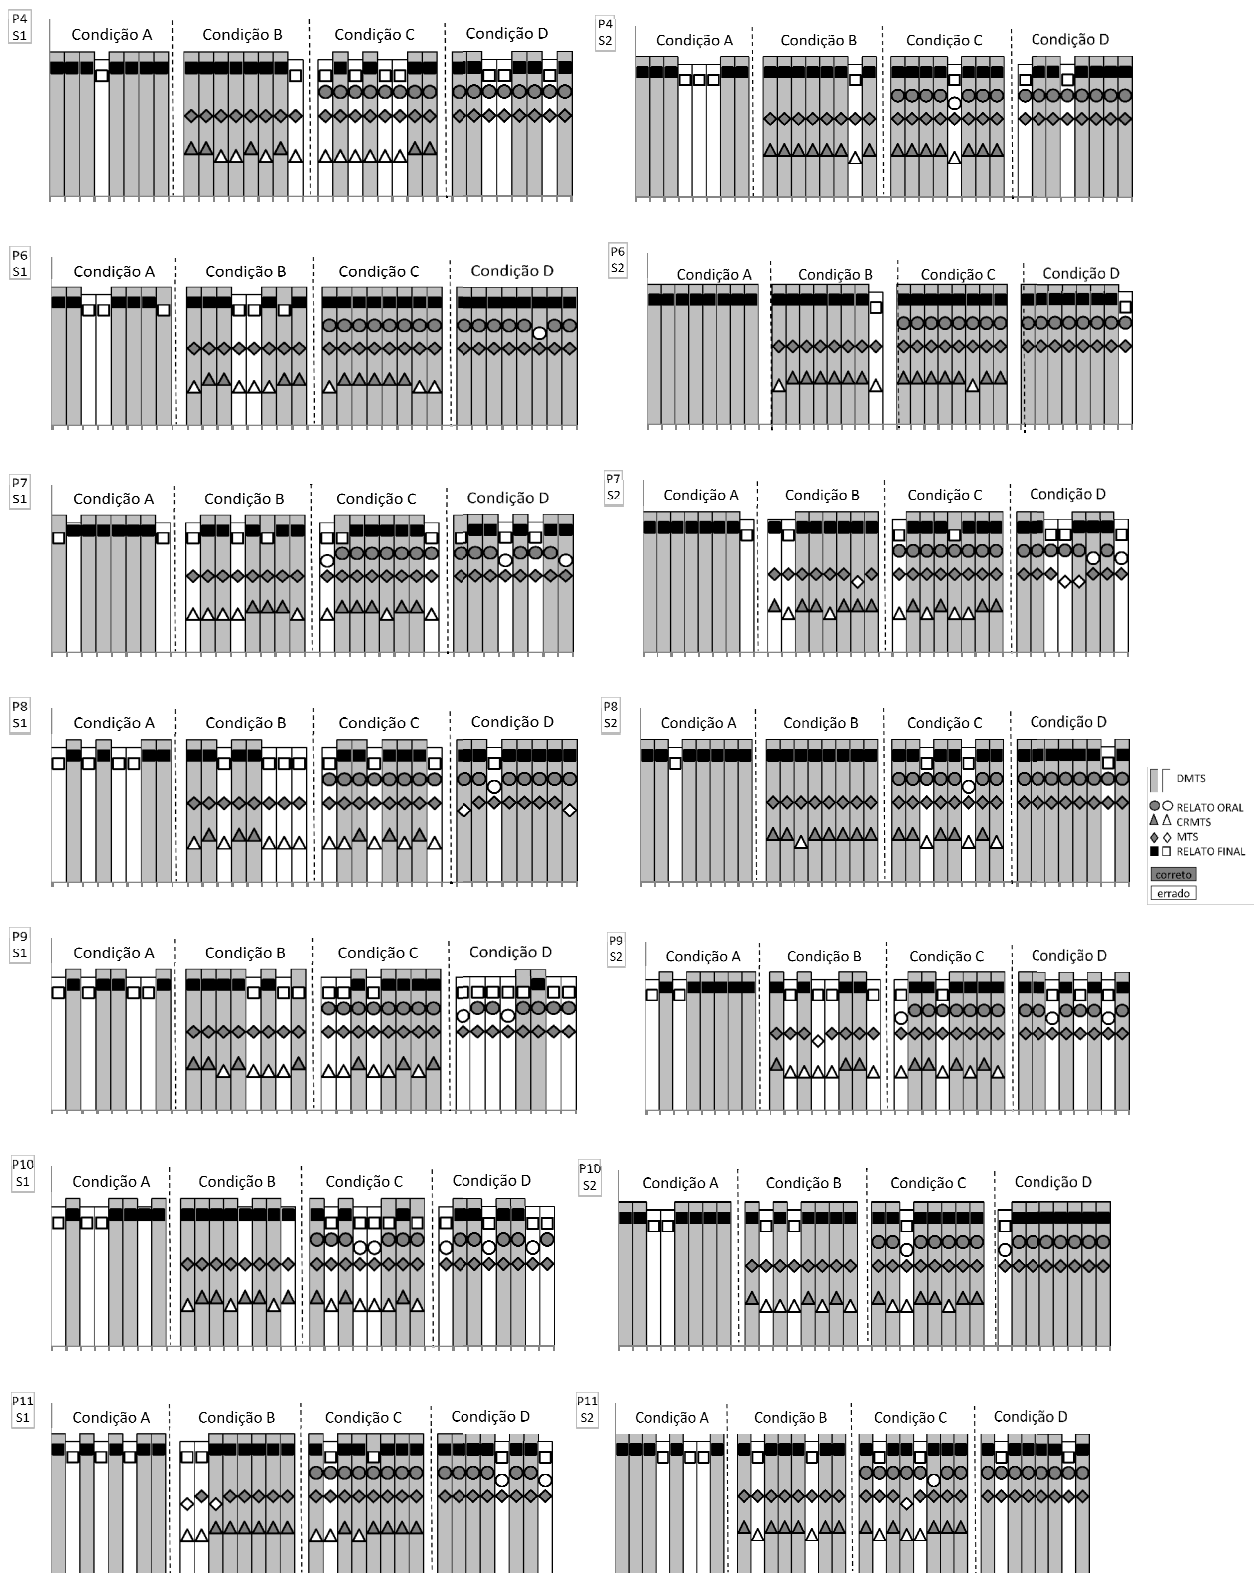 P4
S1
Condição A
Condição B
Condição C
Condição D
P4
S2
Condição A
Condição B
Condição C
Condição D
P6
S1
Condição A
Condição B
Condição C
Condição D
P6
S2
Condição A
Condição B
Condição C
Condição D
P7
S1
Condição A
Condição B
Condição C
Condição D
P7
S2
Condição A
Condição B
Condição C
Condição D
P8
S1
Condição A
Condição B
Condição C
Condição D
P8
S2
Condição A
Condição B
Condição C
Condição D
DMTS
RELATO ORAL
CRMTS
MTS
RELATO FINAL
correto
errado
P9
S1
Condição A
Condição B
Condição C
Condição D
P9
S2
Condição A
Condição B
Condição C
Condição D
P10
S1
Condição A
Condição B
Condição C
Condição D
P10
S2
Condição A
Condição B
Condição C
Condição D
P11
S1
Condição A
Condição B
Condição C
Condição D
P11
S2
Condição A
Condição B
Condição C
Condição D